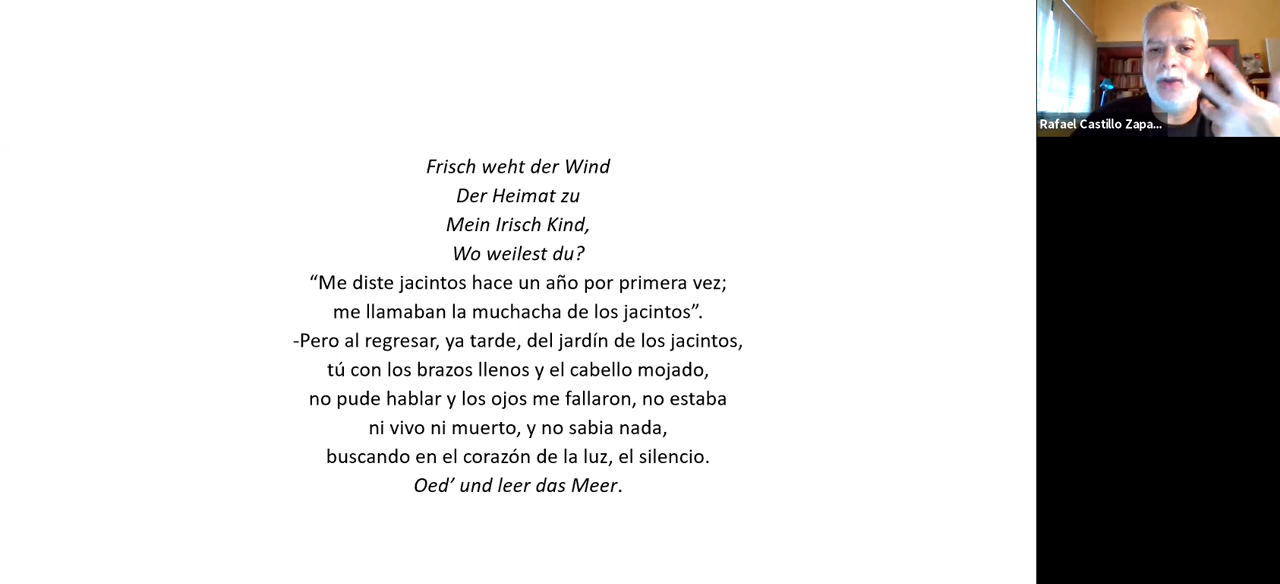 Frisch weht der Wind
Der Heimat zu
Mein Irisch Kind,
Wo weilest du?
“Me diste jacintos hace un año por primera vez;
me llamaban la muchacha de los jacintos”.
-Pero al regresar, ya tarde, del jardín de los jacintos,
tú con los brazos llenos y el cabello mojado,
no pude hablar y los ojos me fallaron, no estaba
ni vivo ni muerto, y no sabia nada,
buscando en el corazón de la luz, el silencio.
Oed’ und leer das Meer.
Rafael Castillo Zapa...